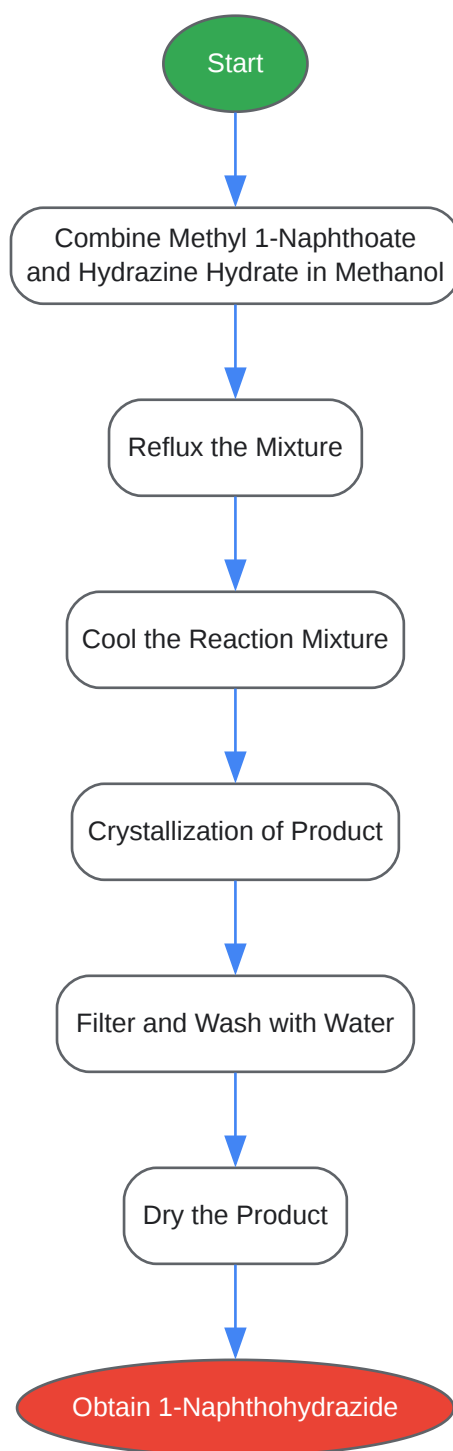 Start
Combine Methyl 1-Naphthoate
and Hydrazine Hydrate in Methanol
Reflux the Mixture
Cool the Reaction Mixture
Crystallization of Product
Filter and Wash with Water
Dry the Product
Obtain 1-Naphthohydrazide